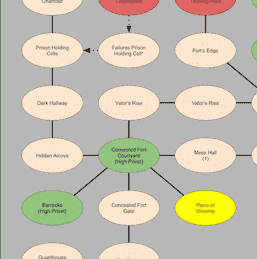 Chamber
Prison Holding
Cells
Failures Prison
Holding Cell*
Fort's Edge
Dark Hallway
Valor's Rise
Valor's Rise
Hidden Alcove
Concealed Fort
Courtyard
(High Priest)
Mess Hall
(1)
Barracks
(High Priest)
Concealed Fort
Gate
Place of
Worship
Guardhouse